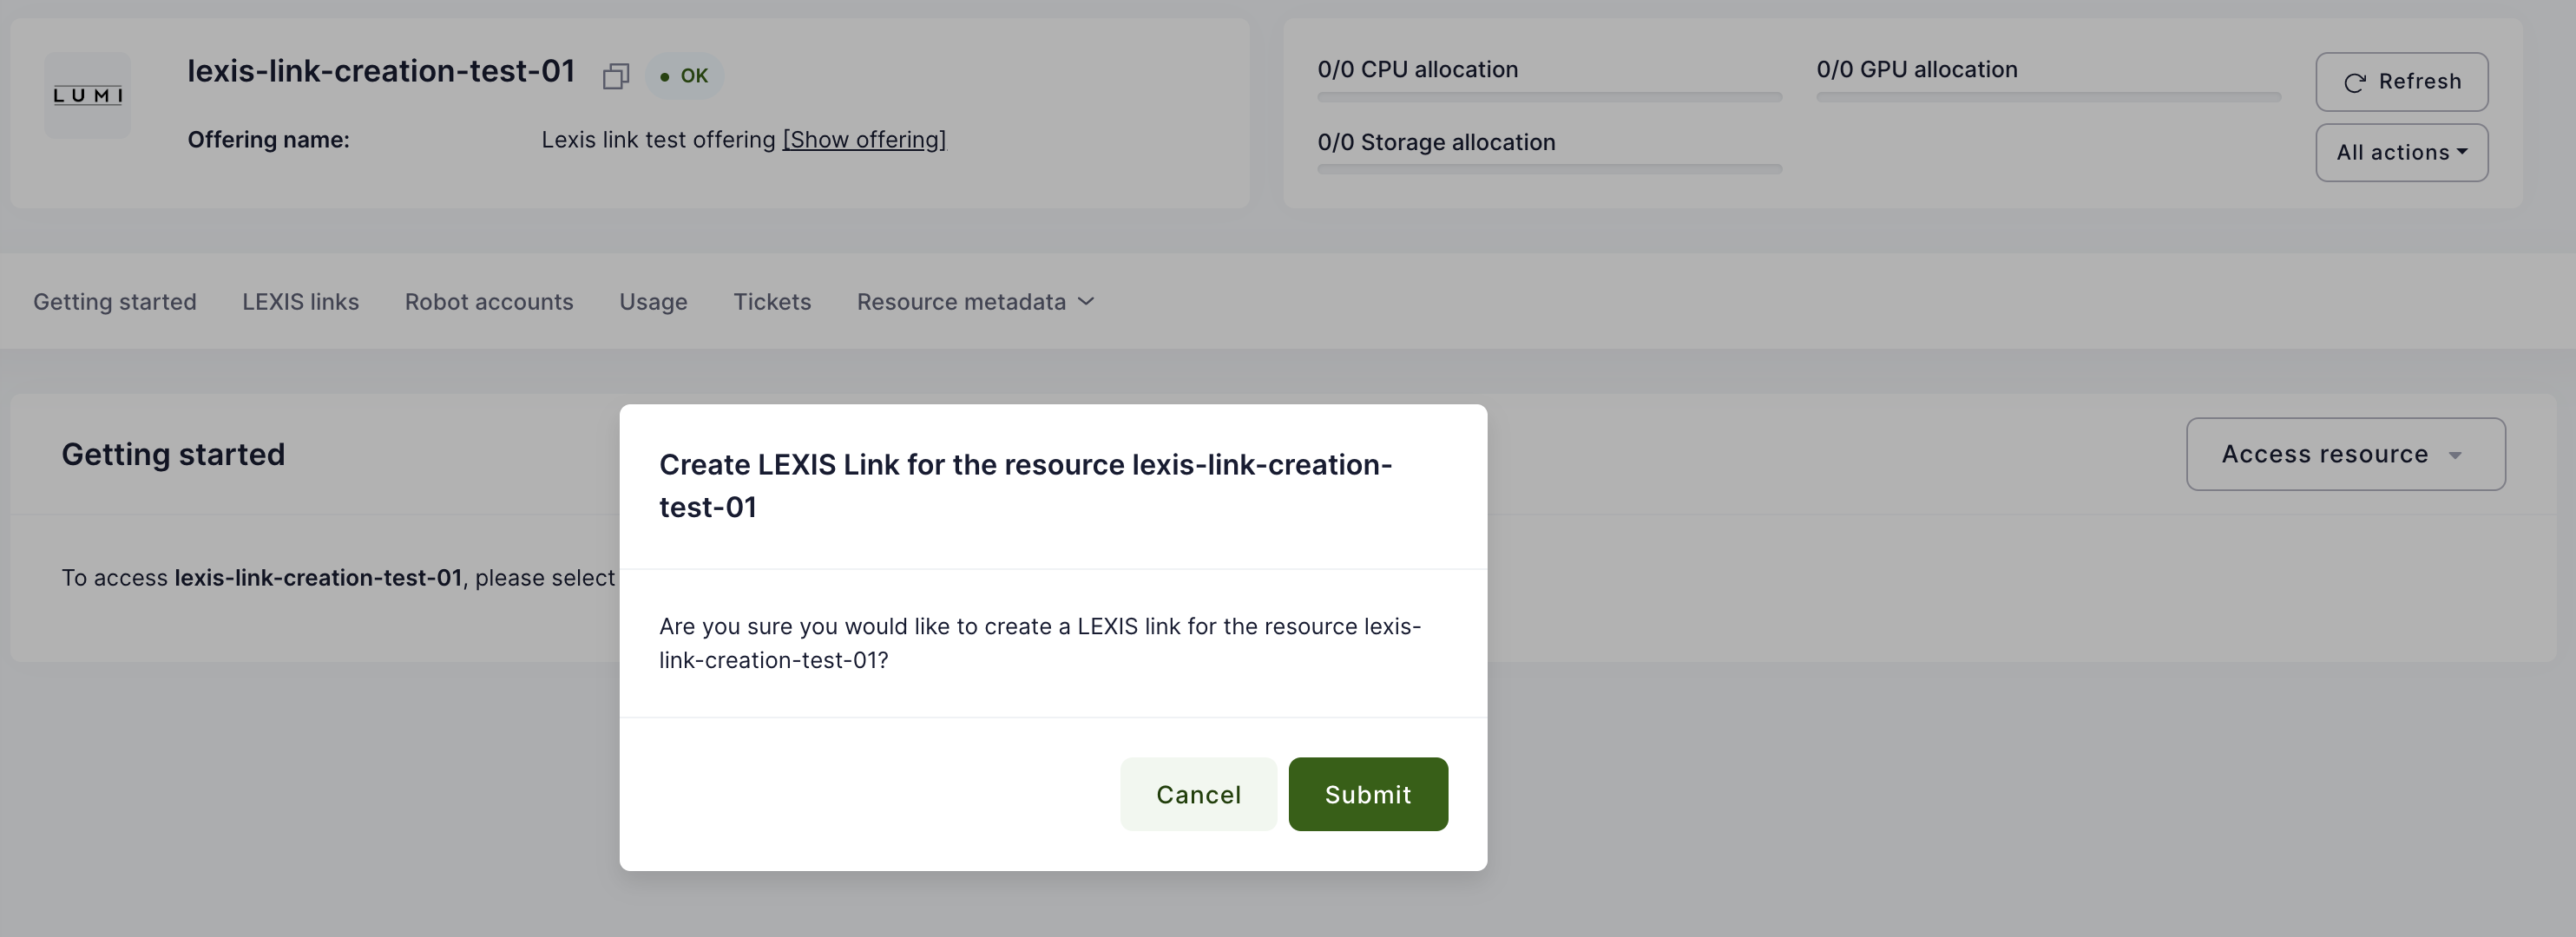 LUMI
lexis-link-creation-test-01
OK
Offering name:
Lexis link test offering [Show offering]
0/0 CPU allocation
0/0 GPU allocation
0/0 Storage allocation
Refresh
All actions
Getting started
LEXIS links
Robot accounts
Usage
Tickets
Resource metadata
Getting started
Access resource
To access lexis-link-creation-test-01, please select
Create LEXIS Link for the resource lexis-link-creation-
test-01
Are you sure you would like to create a LEXIS link for the resource lexis-
link-creation-test-01?
Cancel
Submit